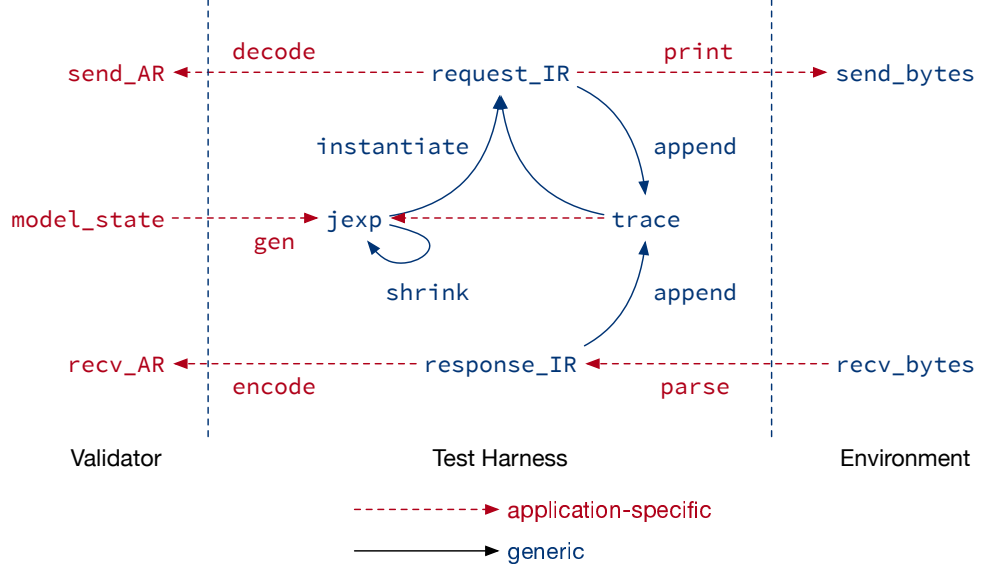 decode
print
send_AR
request_IR
send_bytes
instantiate
append
model_state
jexp
trace
gen
shrink
append
recv_AR
response_IR
recv_bytes
encode
parse
Validator
Test Harness
Environment
application-specific
generic